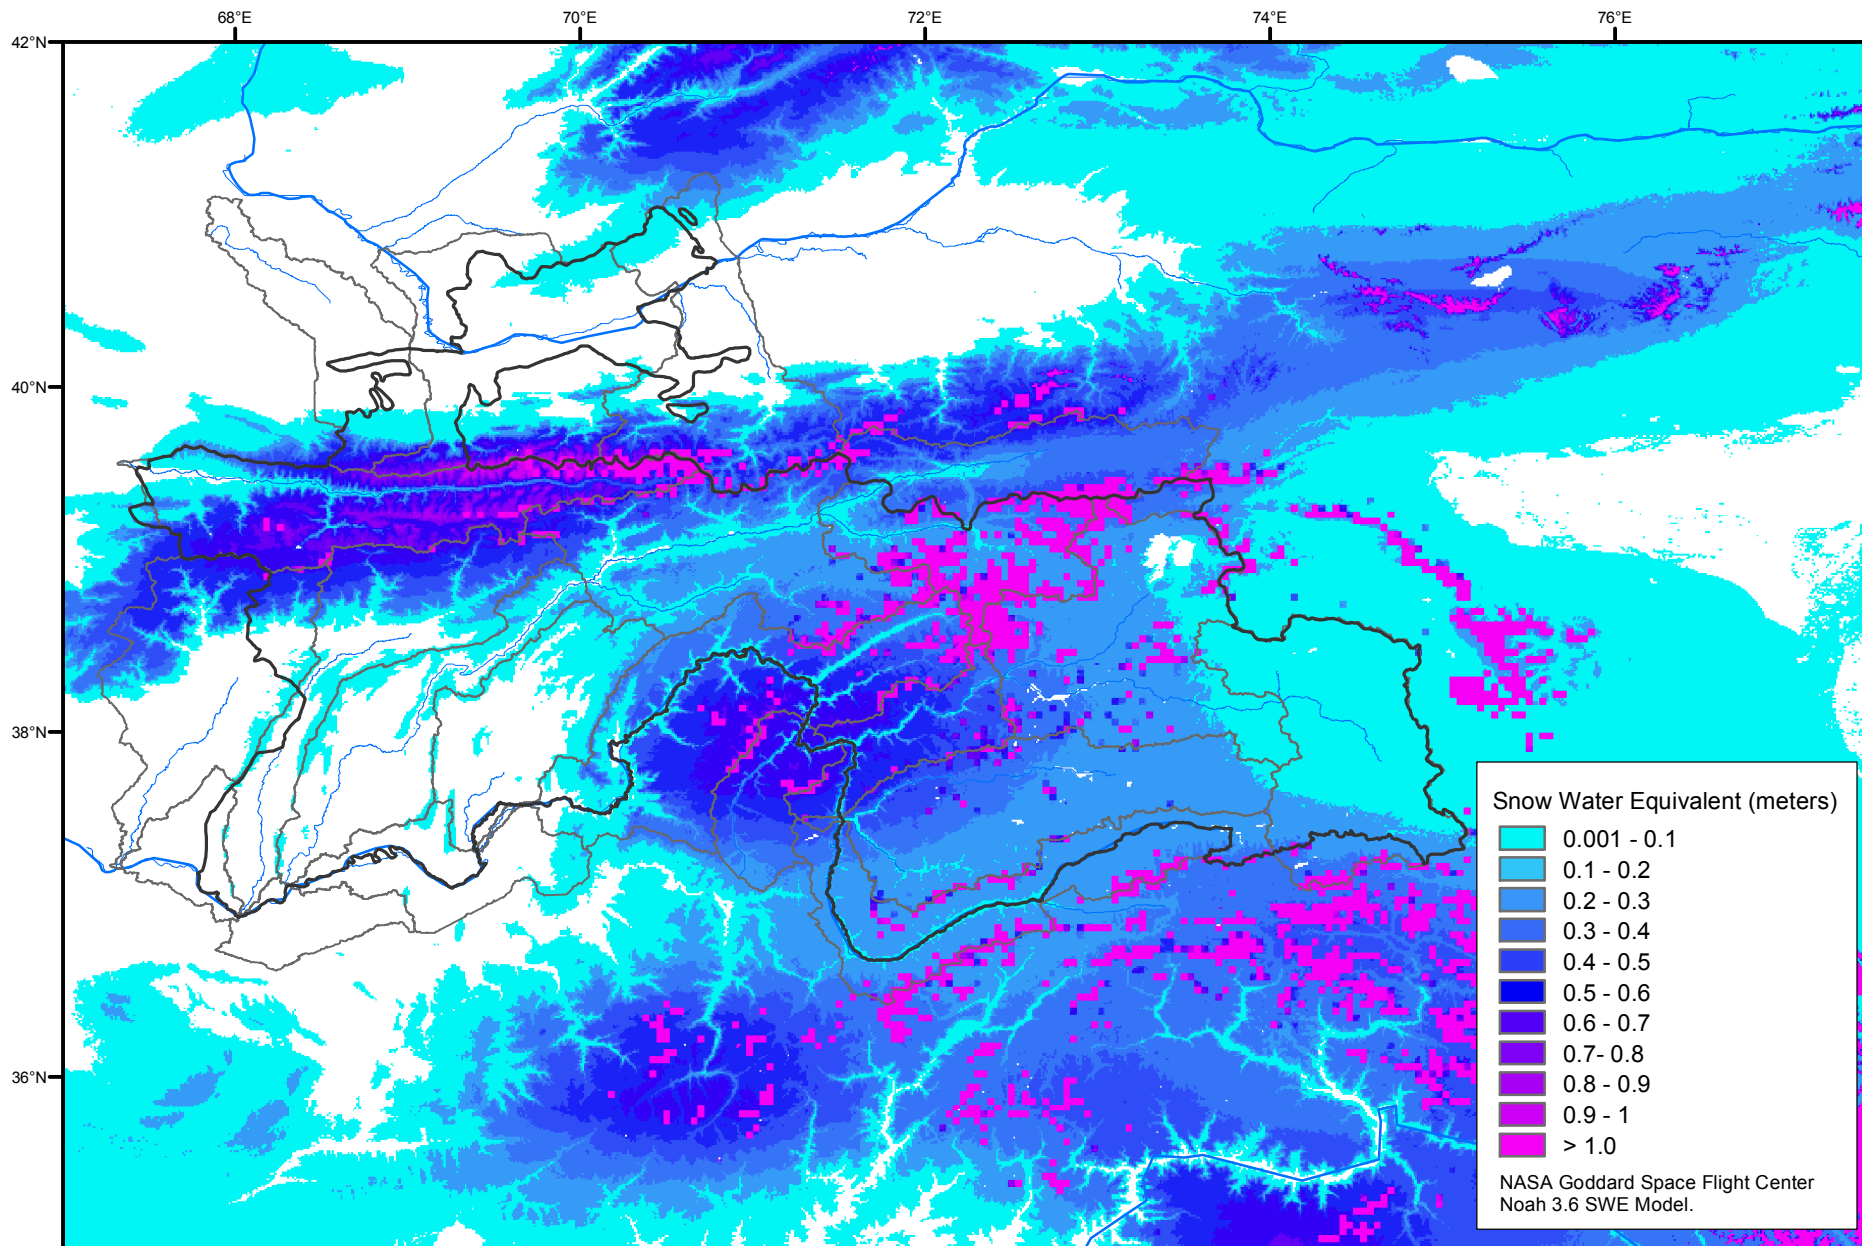 68°E 70°E 72°E 74°E 76°E
42°N
40°N
38°N
36°N
Snow Water Equivalent (meters)
0.001 - 0.1
0.1 - 0.2
0.2 - 0.3
0.3 - 0.4
0.4 - 0.5
0.5 - 0.6
0.6 - 0.7
0.7- 0.8
0.8 - 0.9
0.9 - 1
> 1.0
NASA Goddard Space Flight Center
Noah 3.6 SWE Model.